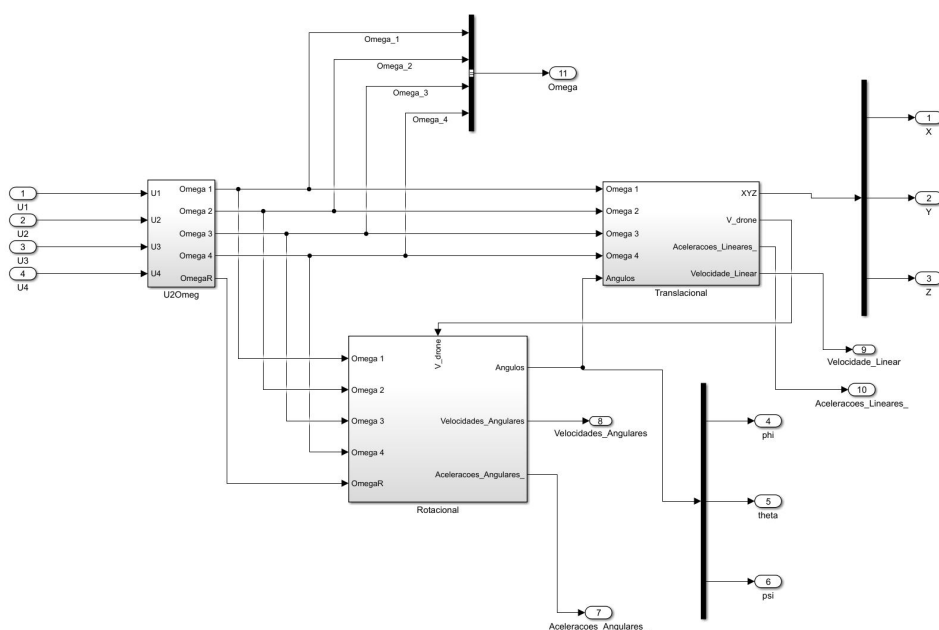 Omega_1
Omega_2
Omega_3
Omega_4
11
Omega
1
U1
2
U2
3
U3
4
U4
U1
U2
U3
U4
Omega 1
Omega 2
Omega 3
Omega 4
OmegaR
U2Omeg
Omega 1
Omega 2
Omega 3
Omega 4
Angulos
XYZ
V_drone
Aceleracoes_Lineares_
Velocidade_Linear
Translacional
1
X
2
Y
3
Z
9
Velocidade_Linear
10
Aceleracoes_Lineares_
V_drone
Omega 1
Omega 2
Omega 3
Omega 4
OmegaR
Angulos
Velocidades_Angulares
Aceleracoes_Angulares_
Rotacional
8
Velocidades_Angulares
4
phi
5
theta
6
psi
7
Aceleracoes_Angulares